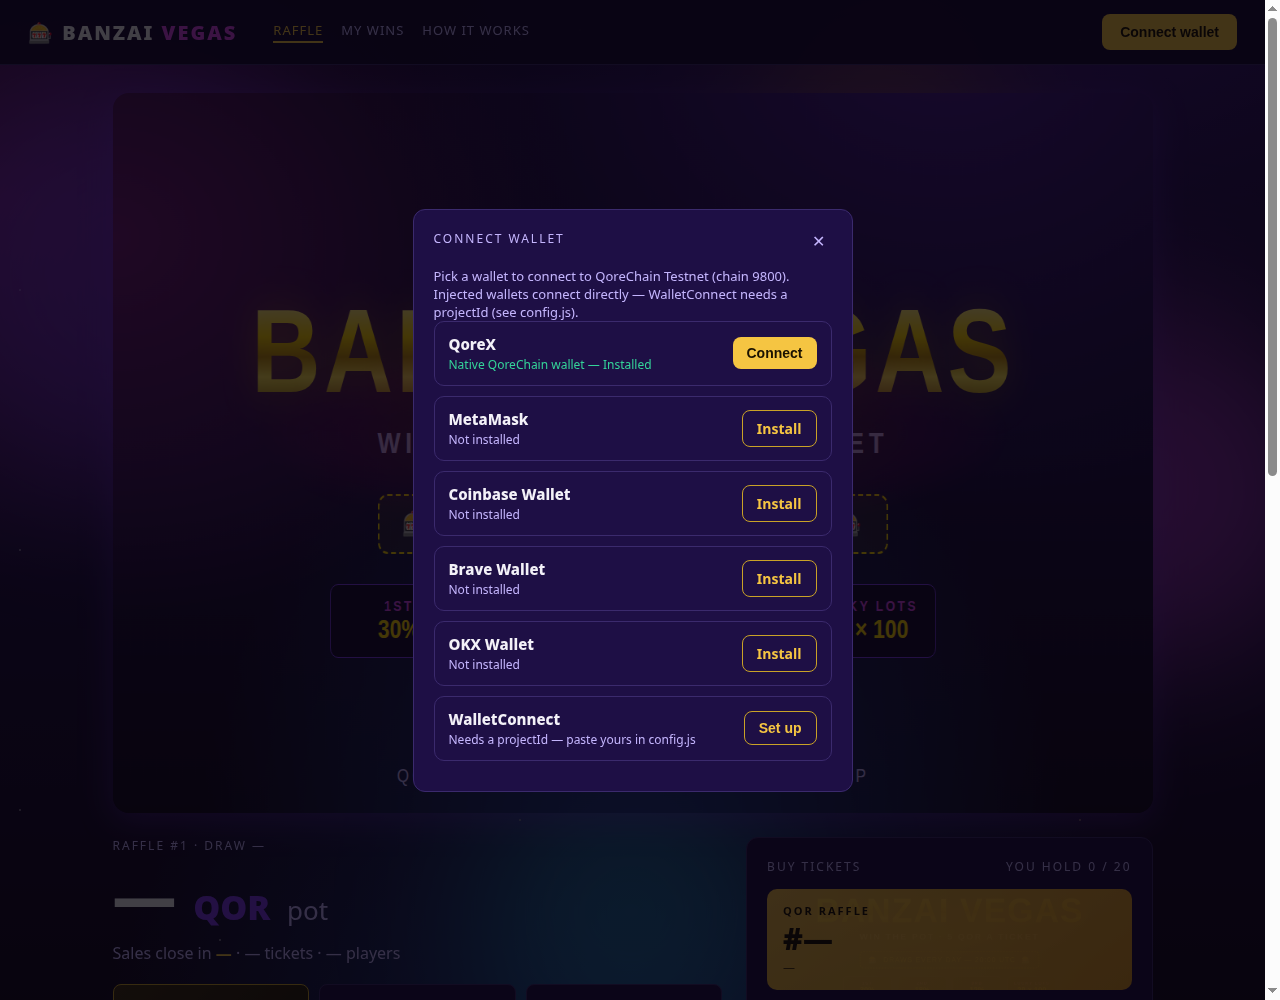 BANZAI VEGAS
RAFFLE
MY WINS
HOW IT WORKS
Connect wallet
CONNECT WALLET
×
Pick a wallet to connect to QoreChain Testnet (chain 9800).
Injected wallets connect directly — WalletConnect needs a
projectId (see config.js).
QoreX
Native QoreChain wallet — Installed
Connect
MetaMask
Not installed
Install
Coinbase Wallet
Not installed
Install
Brave Wallet
Not installed
Install
OKX Wallet
Not installed
Install
WalletConnect
Needs a projectId — paste yours in config.js
Set up
1ST
30%
LOTS
× 100
RAFFLE #1 · DRAW —
— QOR pot
Sales close in — · — tickets · — players
BUY TICKETS
YOU HOLD 0 / 20
QOR RAFFLE
#—
—